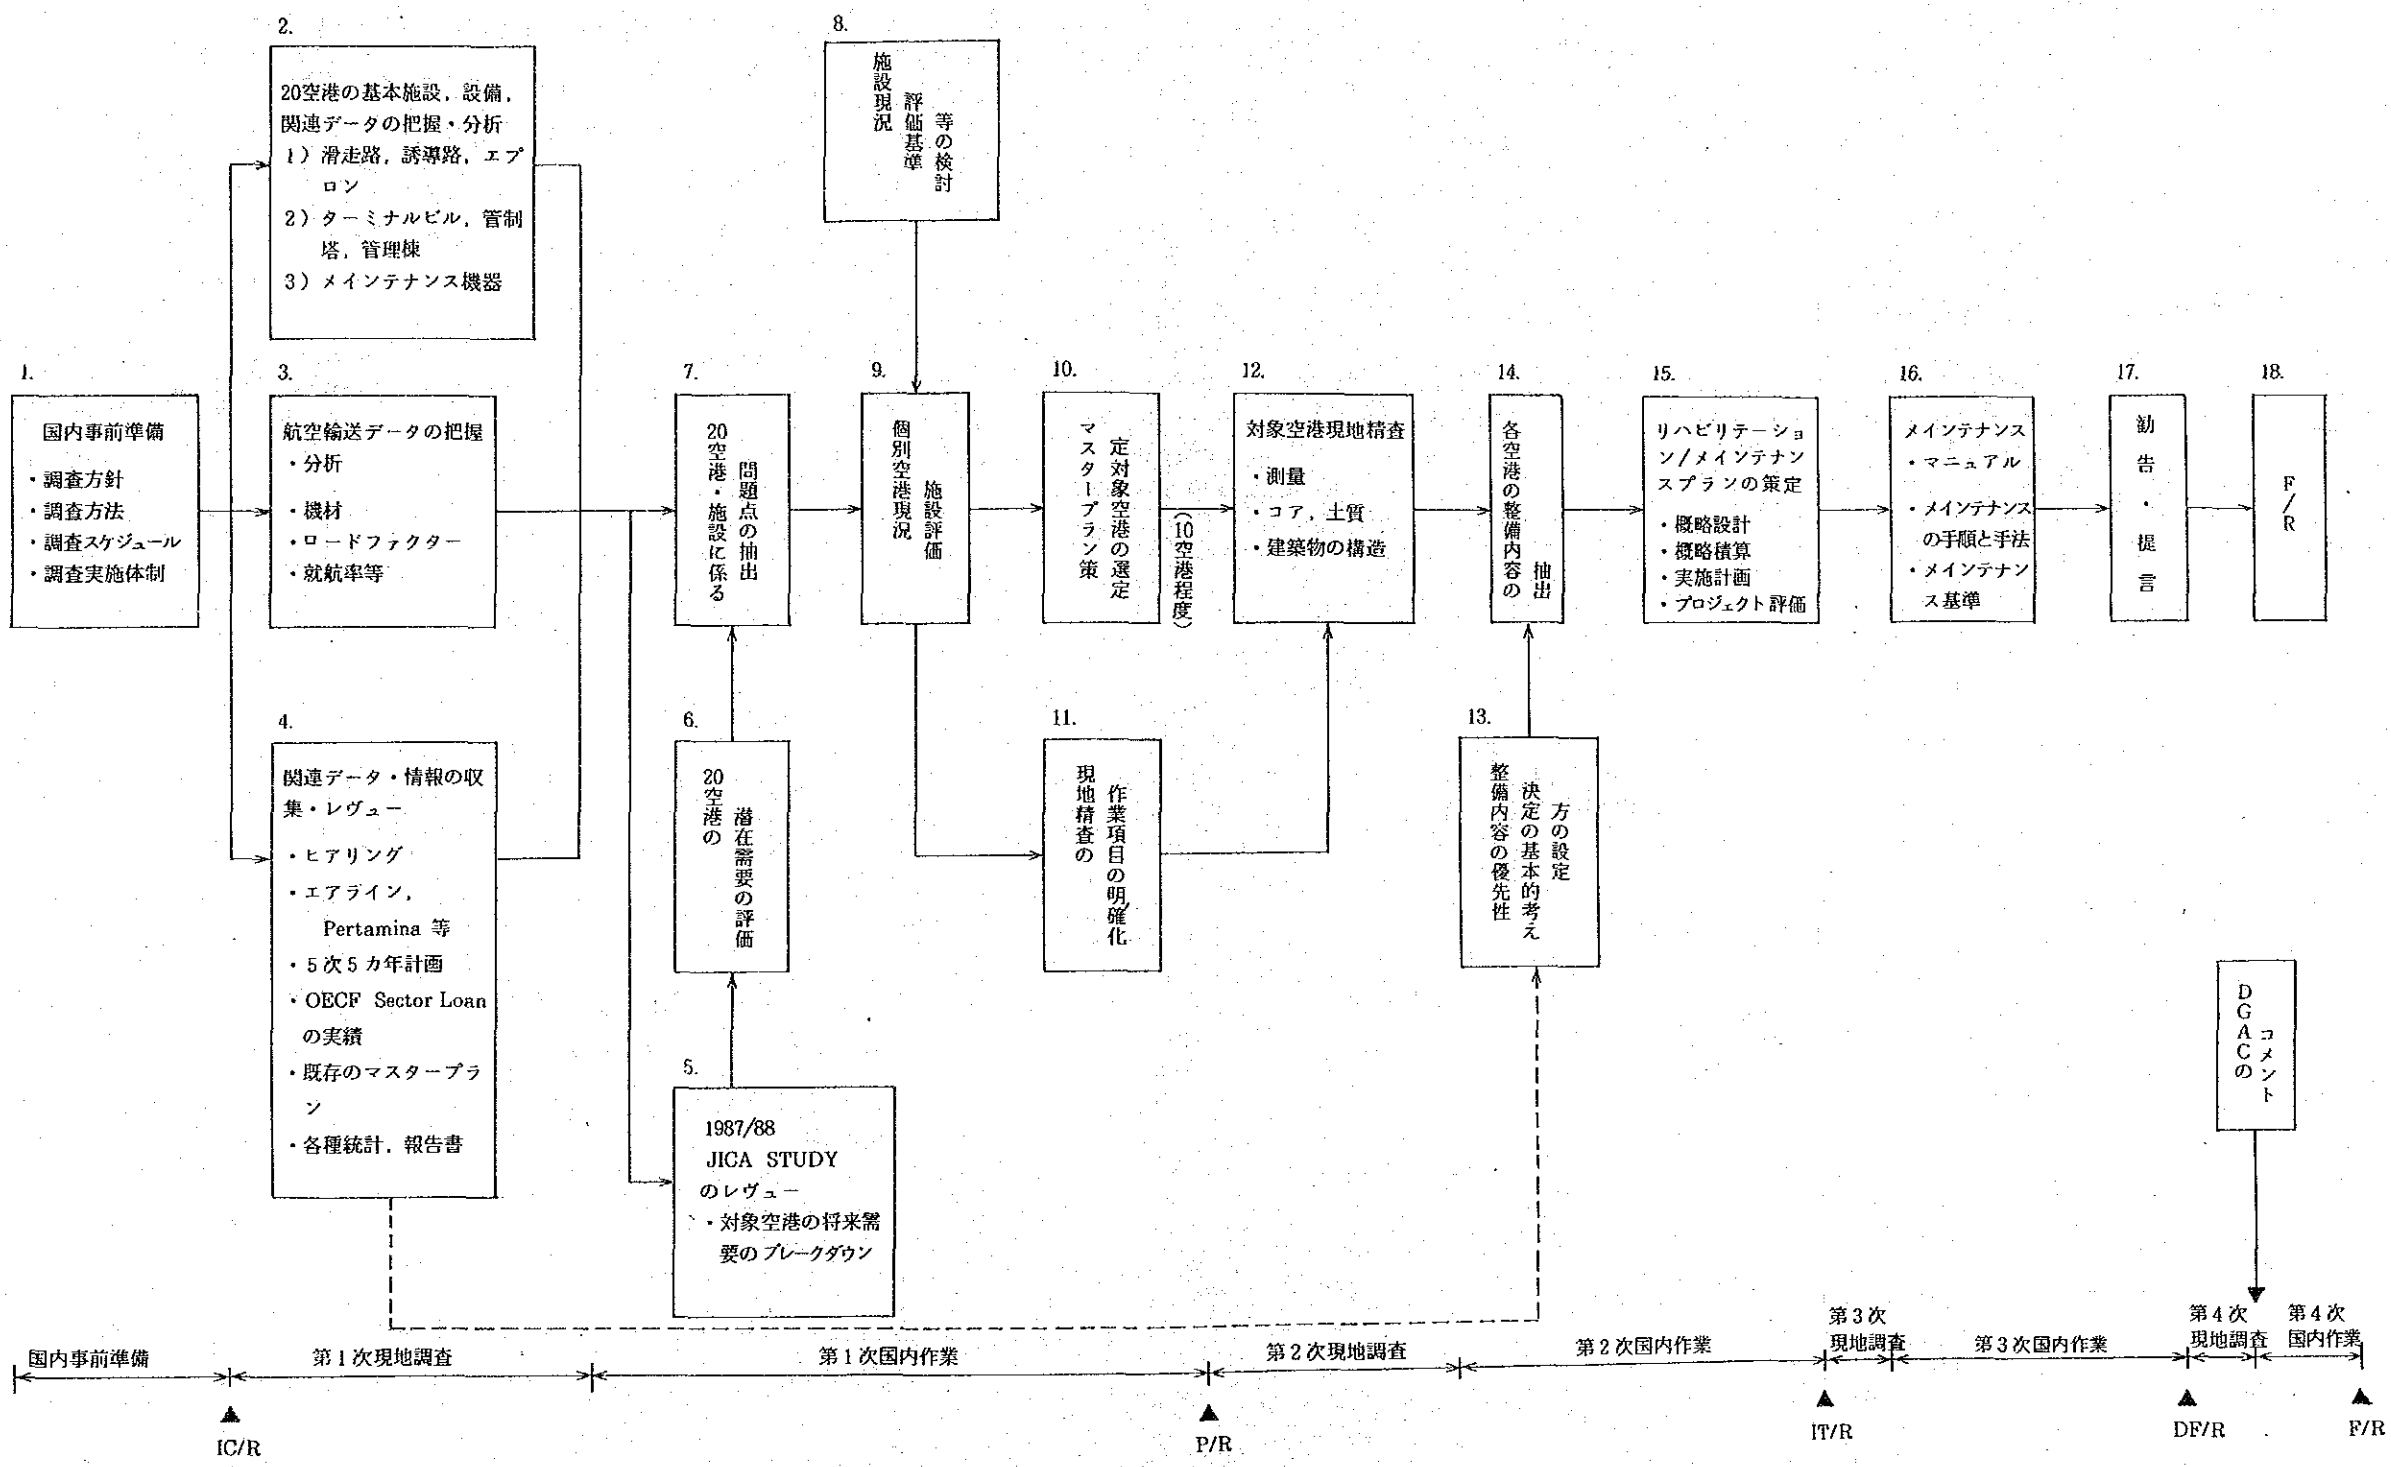 1.
国内事前準備
・調査方針
・調査方法
・調査スケジュール
・調査実施体制
2.
20空港の基本施設，設備，
関連データの把握・分析
1）滑走路，誘導路，エプ
ロン
2）ターミナルビル，管制
塔，管理棟
3）メインテナンス機器
3.
航空輸送データの把握
・分析
・機材
・ロードファクター
・就航率等
4.
関連データ・情報の収
集・レヴュー
・ヒアリング
・エアライン，
Pertamina 等
・5次5カ年計画
・OECF Sector Loan
の実績
・既存のマスタープラ
ン
・各種統計，報告書
5.
1987/88
JICA STUDY
のレヴュー
・対象空港の将来需
要のブレークダウン
6.
20空港の
潜在需要の評価
7.
20空港・施設に係る
問題点の抽出
8.
施設現況
評価基準
等の検討
9.
個別空港現況
施設評価
10.
マスタープラン策
定対象空港の選定
（10空港程度）
11.
現地精査の
作業項目の明確化
12.
対象空港現地精査
・測量
・コア，土質
・建築物の構造
13.
整備内容の優先性
決定の基本的考え
方の設定
14.
各空港の整備内容の
抽出
15.
リハビリテーショ
ン/メインテナン
スプランの策定
・概略設計
・概略積算
・実施計画
・プロジェクト評価
16.
メインテナンス
・マニュアル
・メインテナンス
の手順と手法
・メインテナン
ス基準
17.
勧告・提言
18.
F/R
DGACの
コメント
国内事前準備
第1次現地調査
第1次国内作業
第2次現地調査
第2次国内作業
第3次
現地調査
第3次国内作業
第4次
現地調査
第4次
国内作業
IC/R
P/R
IT/R
DF/R
F/R